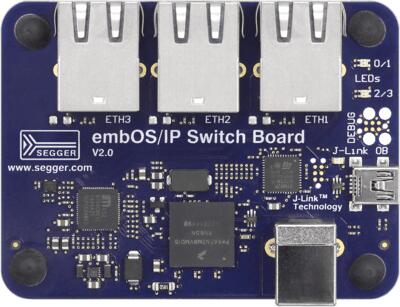 0/1
LEDs
2/3
ETH3
ETH2
ETH1
DEBUG
embOS/IP Switch Board
V2.0
SEGGER
www.segger.com
J-Link OB
J-Link™
Technology